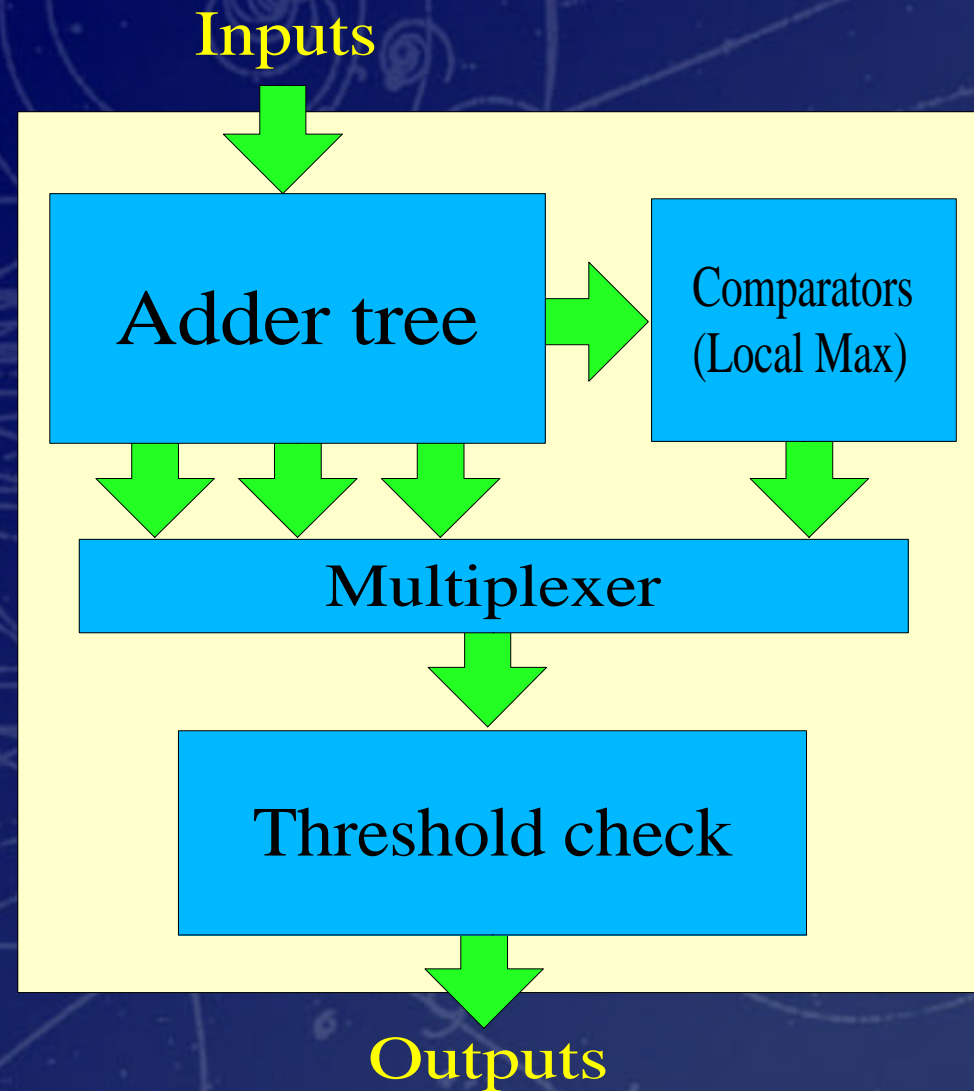 Inputs
Adder tree
Comparators
(Local Max)
Multiplexer
Threshold check
Outputs